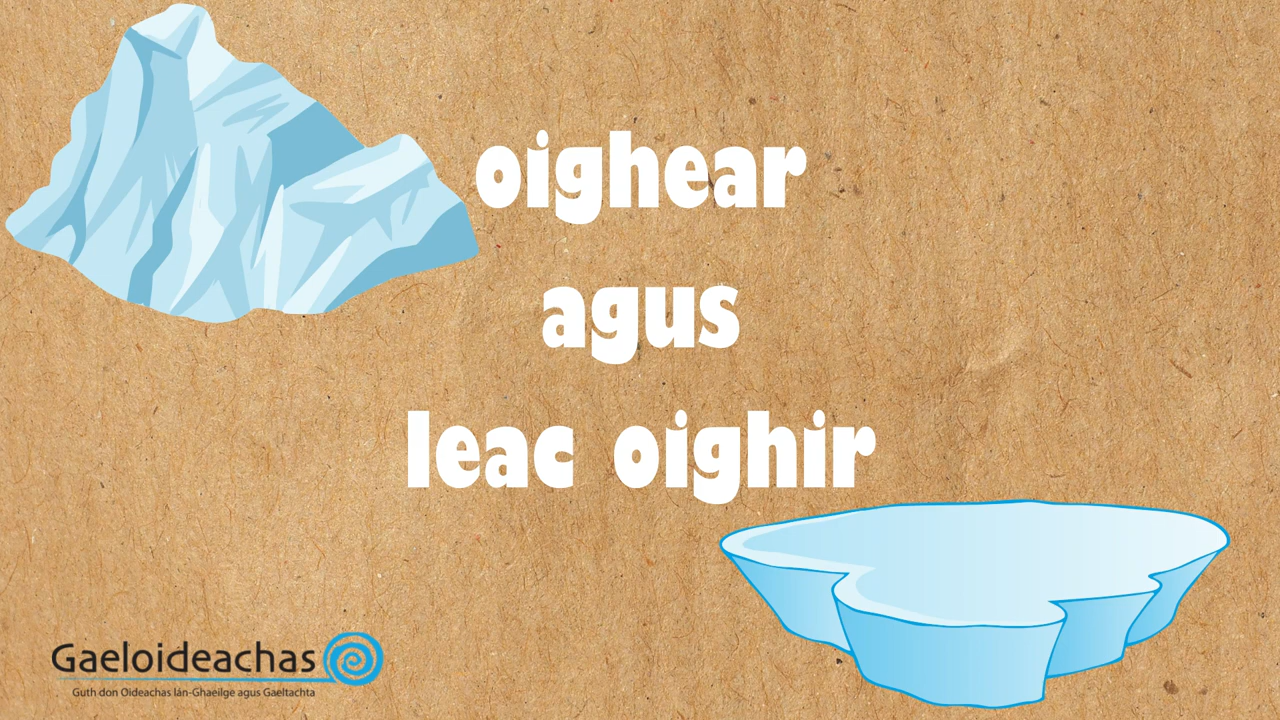 oighear
agus
leac oighir
Gaeloideachas
Guth don Oideachas lán-Ghaeilge agus Gaeltachta